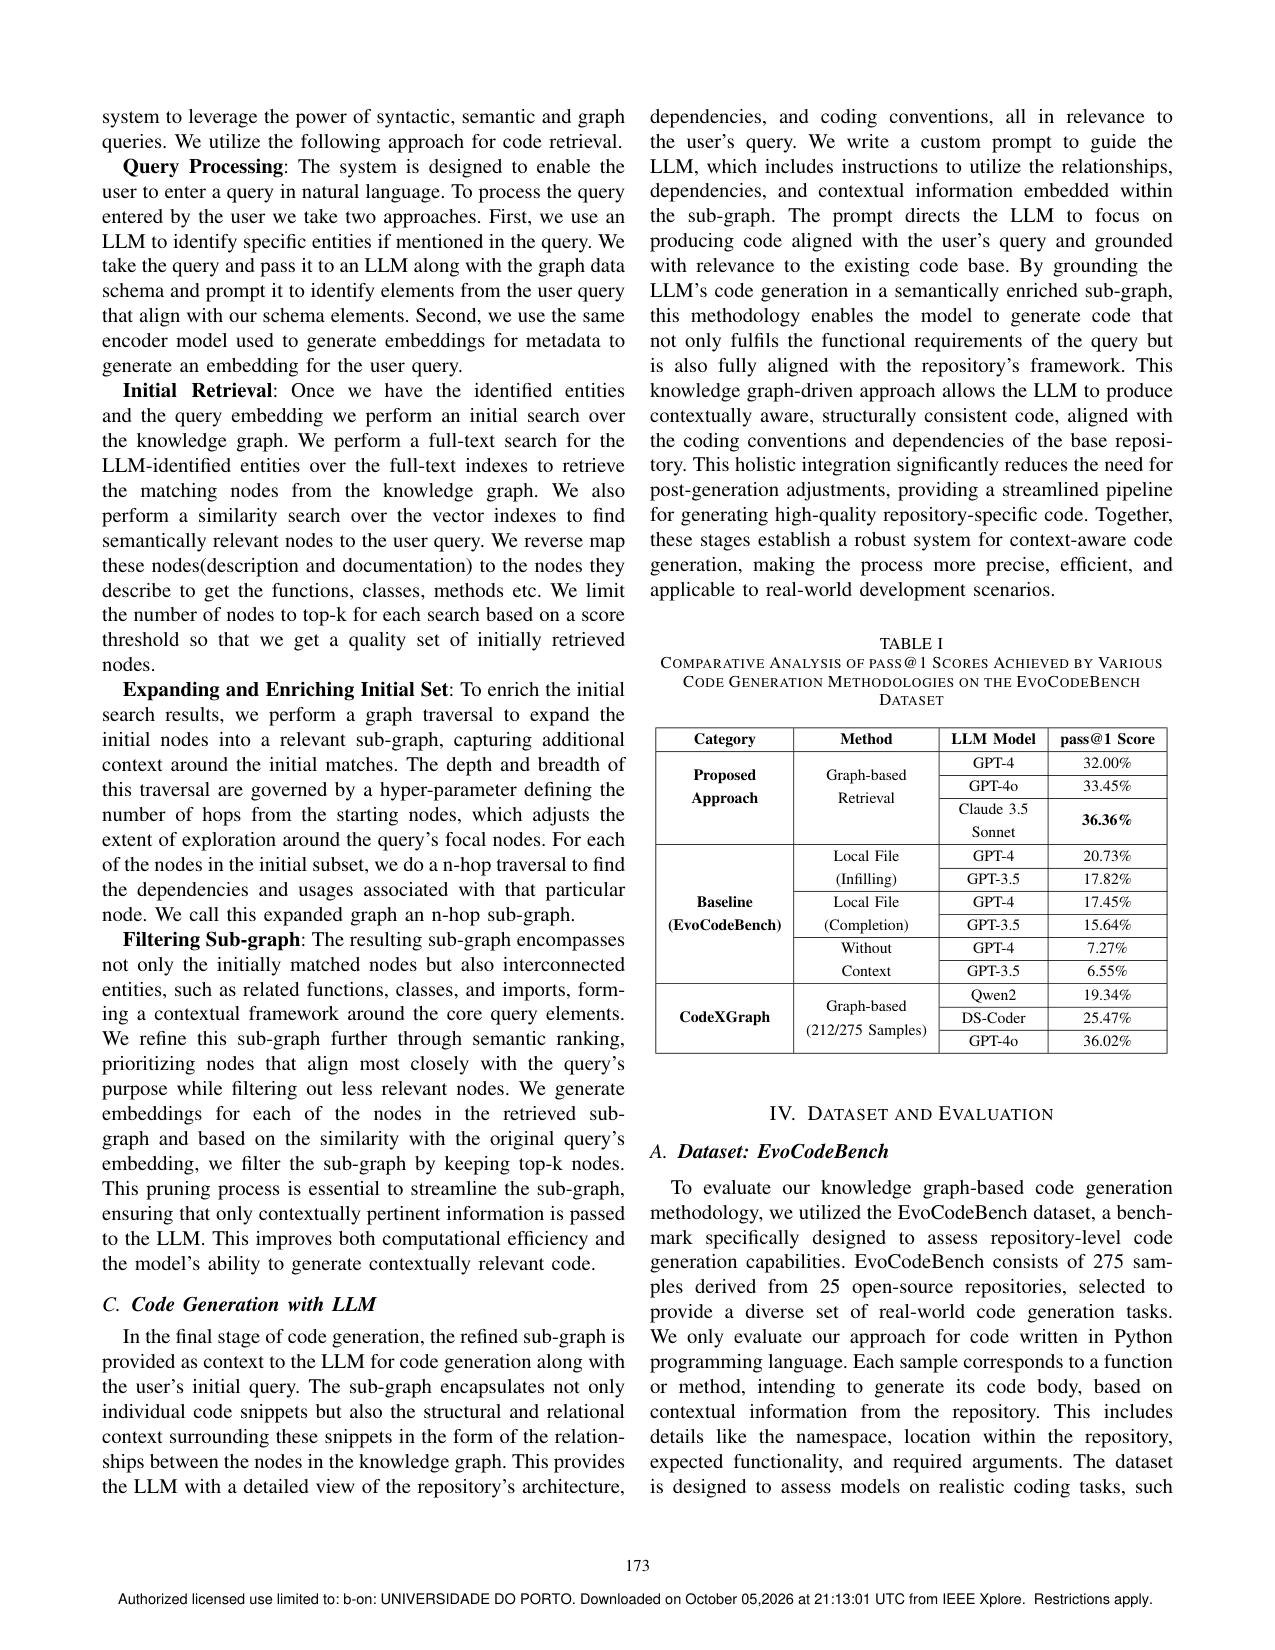 system to leverage the power of syntactic, semantic and graph
queries. We utilize the following approach for code retrieval.
Query Processing: The system is designed to enable the
user to enter a query in natural language. To process the query
entered by the user we take two approaches. First, we use an
LLM to identify specific entities if mentioned in the query. We
take the query and pass it to an LLM along with the graph data
schema and prompt it to identify elements from the user query
that align with our schema elements. Second, we use the same
encoder model used to generate embeddings for metadata to
generate an embedding for the user query.
Initial Retrieval: Once we have the identified entities
and the query embedding we perform an initial search over
the knowledge graph. We perform a full-text search for the
LLM-identified entities over the full-text indexes to retrieve
the matching nodes from the knowledge graph. We also
perform a similarity search over the vector indexes to find
semantically relevant nodes to the user query. We reverse map
these nodes(description and documentation) to the nodes they
describe to get the functions, classes, methods etc. We limit
the number of nodes to top-k for each search based on a score
threshold so that we get a quality set of initially retrieved
nodes.
Expanding and Enriching Initial Set: To enrich the initial
search results, we perform a graph traversal to expand the
initial nodes into a relevant sub-graph, capturing additional
context around the initial matches. The depth and breadth of
this traversal are governed by a hyper-parameter defining the
number of hops from the starting nodes, which adjusts the
extent of exploration around the query's focal nodes. For each
of the nodes in the initial subset, we do a n-hop traversal to find
the dependencies and usages associated with that particular
node. We call this expanded graph an n-hop sub-graph.
Filtering Sub-graph: The resulting sub-graph encompasses
not only the initially matched nodes but also interconnected
entities, such as related functions, classes, and imports, form-
ing a contextual framework around the core query elements.
We refine this sub-graph further through semantic ranking,
prioritizing nodes that align most closely with the query's
purpose while filtering out less relevant nodes. We generate
embeddings for each of the nodes in the retrieved sub-
graph and based on the similarity with the original query's
embedding, we filter the sub-graph by keeping top-k nodes.
This pruning process is essential to streamline the sub-graph,
ensuring that only contextually pertinent information is passed
to the LLM. This improves both computational efficiency and
the model's ability to generate contextually relevant code.
C. Code Generation with LLM
In the final stage of code generation, the refined sub-graph is
provided as context to the LLM for code generation along with
the user's initial query. The sub-graph encapsulates not only
individual code snippets but also the structural and relational
context surrounding these snippets in the form of the relation-
ships between the nodes in the knowledge graph. This provides
the LLM with a detailed view of the repository's architecture,
dependencies, and coding conventions, all in relevance to
the user's query. We write a custom prompt to guide the
LLM, which includes instructions to utilize the relationships,
dependencies, and contextual information embedded within
the sub-graph. The prompt directs the LLM to focus on
producing code aligned with the user's query and grounded
with relevance to the existing code base. By grounding the
LLM's code generation in a semantically enriched sub-graph,
this methodology enables the model to generate code that
not only fulfils the functional requirements of the query but
is also fully aligned with the repository's framework. This
knowledge graph-driven approach allows the LLM to produce
contextually aware, structurally consistent code, aligned with
the coding conventions and dependencies of the base reposi-
tory. This holistic integration significantly reduces the need for
post-generation adjustments, providing a streamlined pipeline
for generating high-quality repository-specific code. Together,
these stages establish a robust system for context-aware code
generation, making the process more precise, efficient, and
applicable to real-world development scenarios.
TABLE I
COMPARATIVE ANALYSIS OF PASS@1 SCORES ACHIEVED BY VARIOUS
CODE GENERATION METHODOLOGIES ON THE EVOCODEBENCH
DATASET
Category Method LLM Model pass@1 Score
Proposed Approach Graph-based Retrieval GPT-4 32.00%
GPT-4o 33.45%
Claude 3.5 Sonnet 36.36%
Baseline (EvoCodeBench) Local File (Infilling) GPT-4 20.73%
GPT-3.5 17.82%
Local File (Completion) GPT-4 17.45%
GPT-3.5 15.64%
Without Context GPT-4 7.27%
GPT-3.5 6.55%
CodeXGraph Graph-based (212/275 Samples) Qwen2 19.34%
DS-Coder 25.47%
GPT-4o 36.02%
IV. DATASET AND EVALUATION
A. Dataset: EvoCodeBench
To evaluate our knowledge graph-based code generation
methodology, we utilized the EvoCodeBench dataset, a bench-
mark specifically designed to assess repository-level code
generation capabilities. EvoCodeBench consists of 275 sam-
ples derived from 25 open-source repositories, selected to
provide a diverse set of real-world code generation tasks.
We only evaluate our approach for code written in Python
programming language. Each sample corresponds to a function
or method, intending to generate its code body, based on
contextual information from the repository. This includes
details like the namespace, location within the repository,
expected functionality, and required arguments. The dataset
is designed to assess models on realistic coding tasks, such
173
Authorized licensed use limited to: b-on: UNIVERSIDADE DO PORTO. Downloaded on October 05,2026 at 21:13:01 UTC from IEEE Xplore. Restrictions apply.